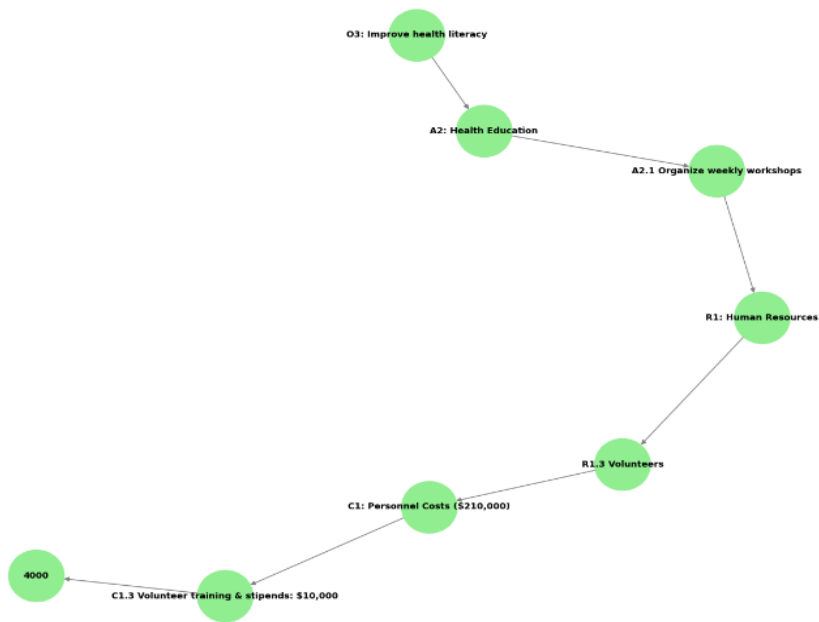 O3: Improve health literacy
A2: Health Education
A2.1 Organize weekly workshops
R1: Human Resources
R1.3 Volunteers
C1: Personnel Costs ($210,000)
4000
C1.3 Volunteer training & stipends: $10,000